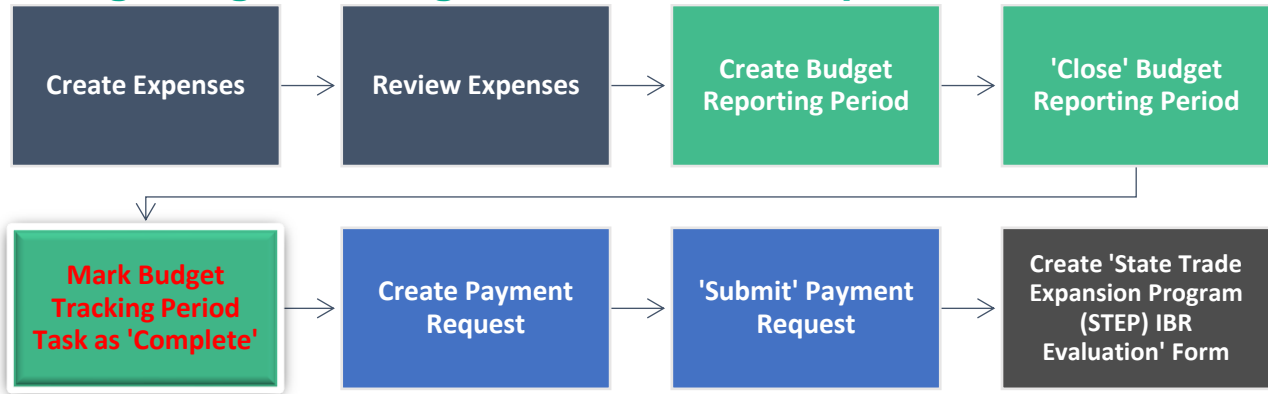 Create Expenses
Review Expenses
Create Budget
Reporting Period
'Close' Budget
Reporting Period
Mark Budget
Tracking Period
Task as 'Complete'
Create Payment
Request
'Submit' Payment
Request
Create 'State Trade
Expansion Program
(STEP) IBR
Evaluation' Form